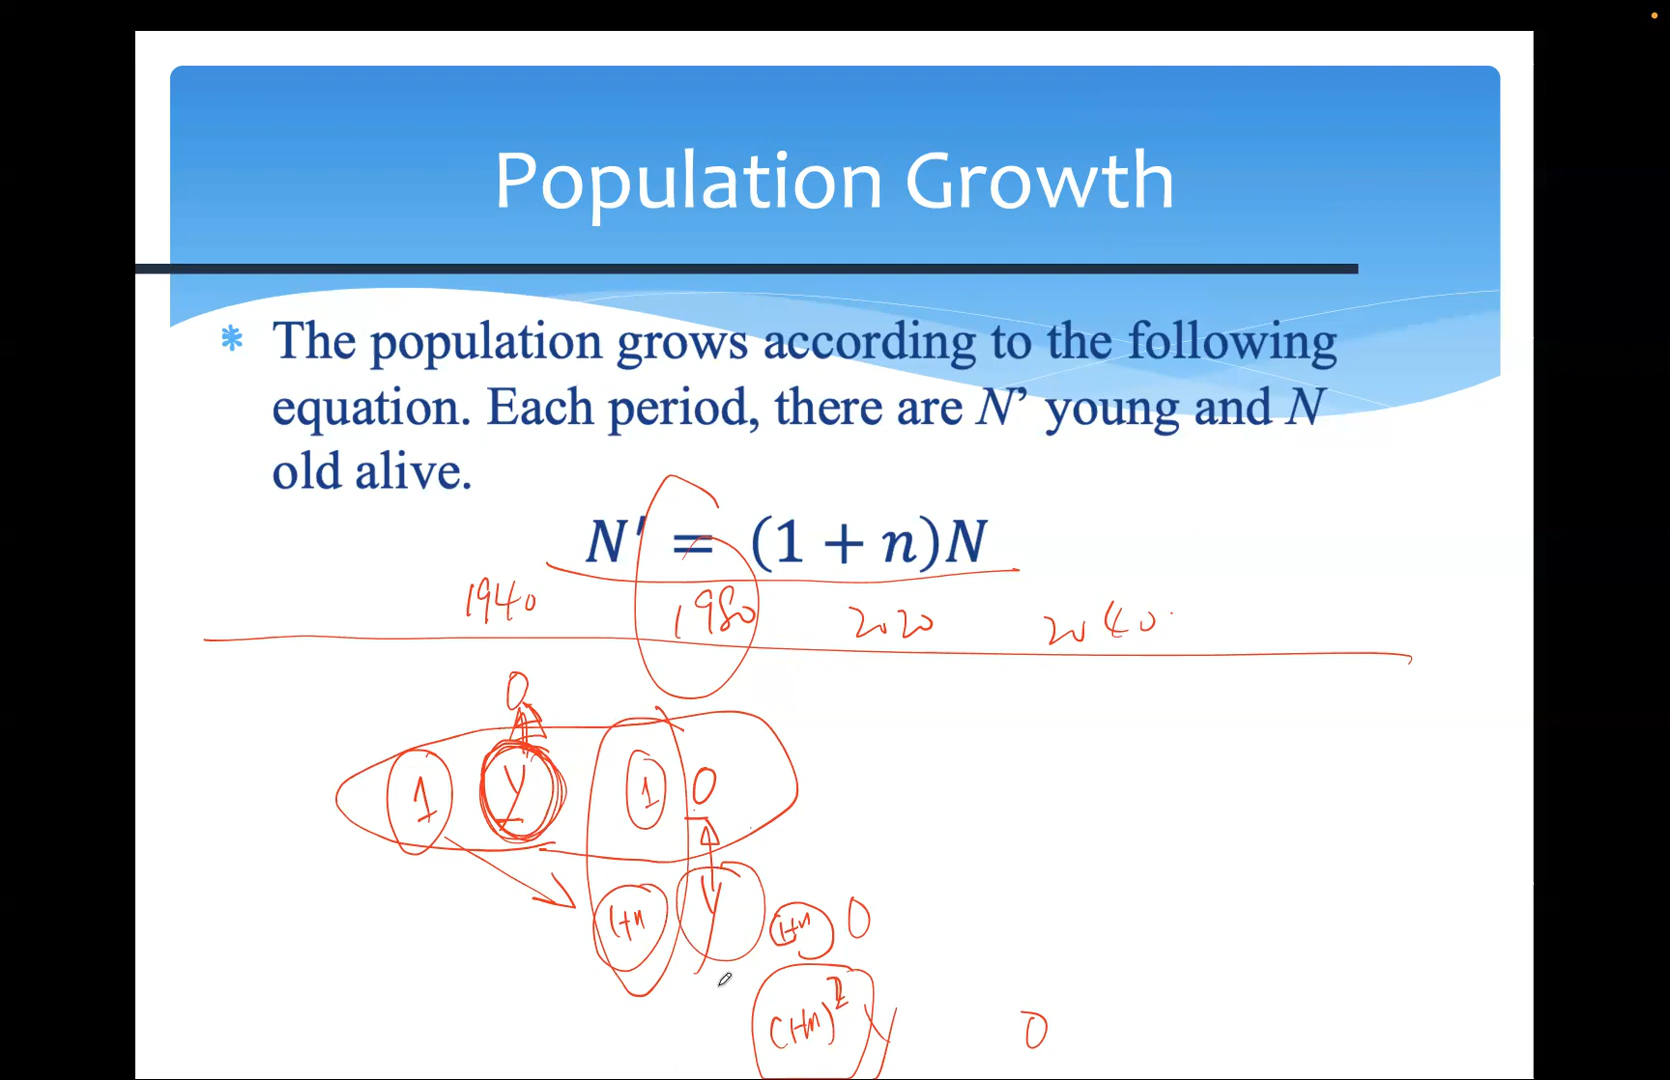 Population Growth
* The population grows according to the following
equation. Each period, there are N’ young and N
old alive.
N′ = (1 + n)N
1940 1980 2020 2040
O
1 y 1 O
1+n y 1+n O
(1+n)² y O